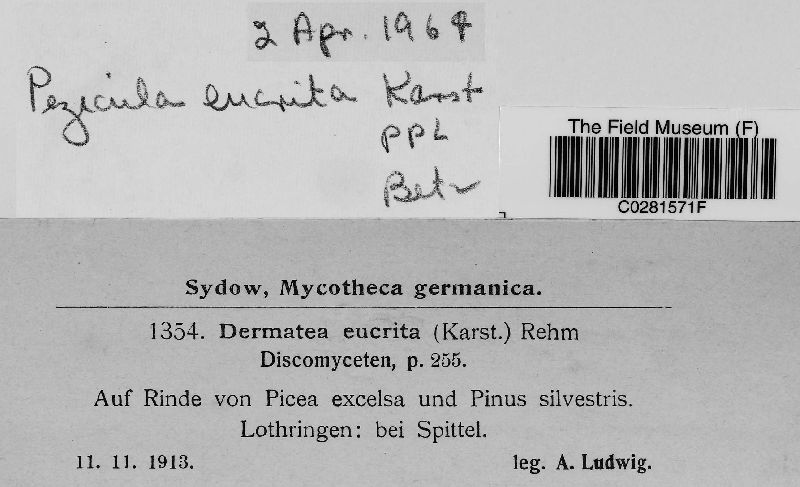 2 Apr. 1964
Pezicula eucrita Karst
PPL
Betr
The Field Museum (F)
C0281571F
Sydow, Mycotheca germanica.
1354. Dermatea eucrita (Karst.) Rehm
Discomyceten, p. 255.
Auf Rinde von Picea excelsa und Pinus silvestris.
Lothringen: bei Spittel.
11. 11. 1913. leg. A. Ludwig.